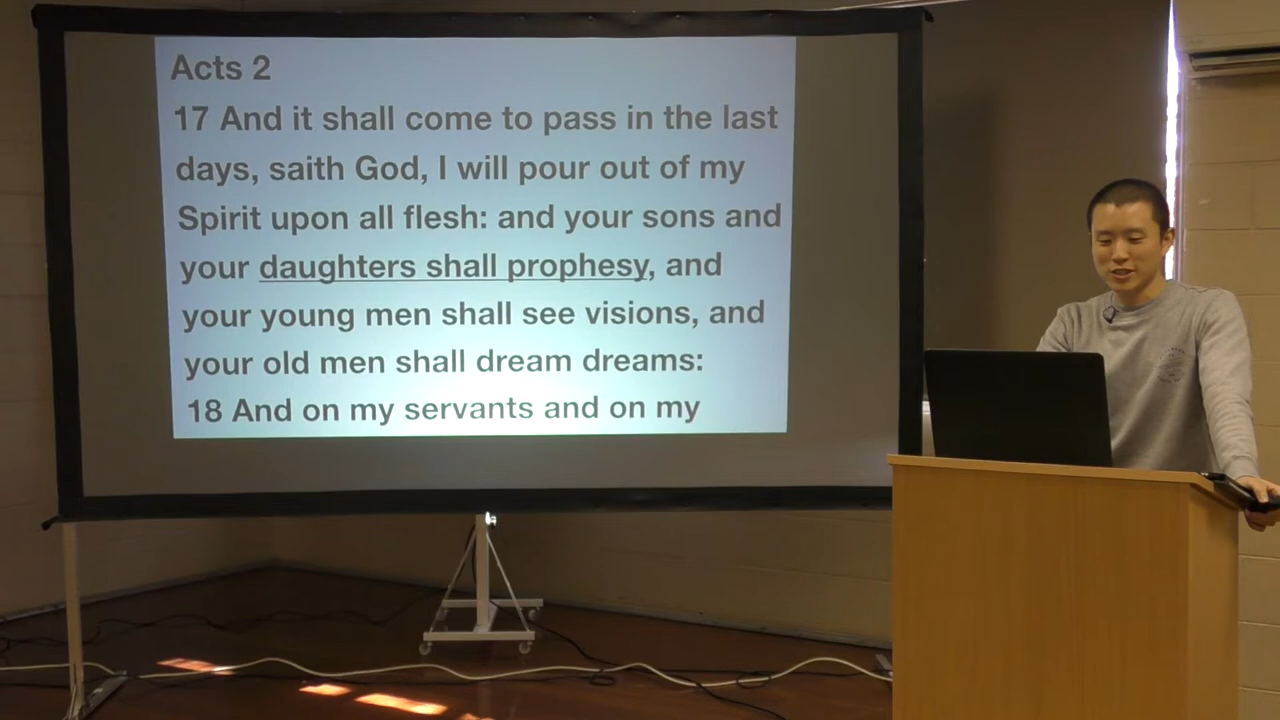 Acts 2
17 And it shall come to pass in the last
days, saith God, I will pour out of my
Spirit upon all flesh: and your sons and
your daughters shall prophesy, and
your young men shall see visions, and
your old men shall dream dreams:
18 And on my servants and on my